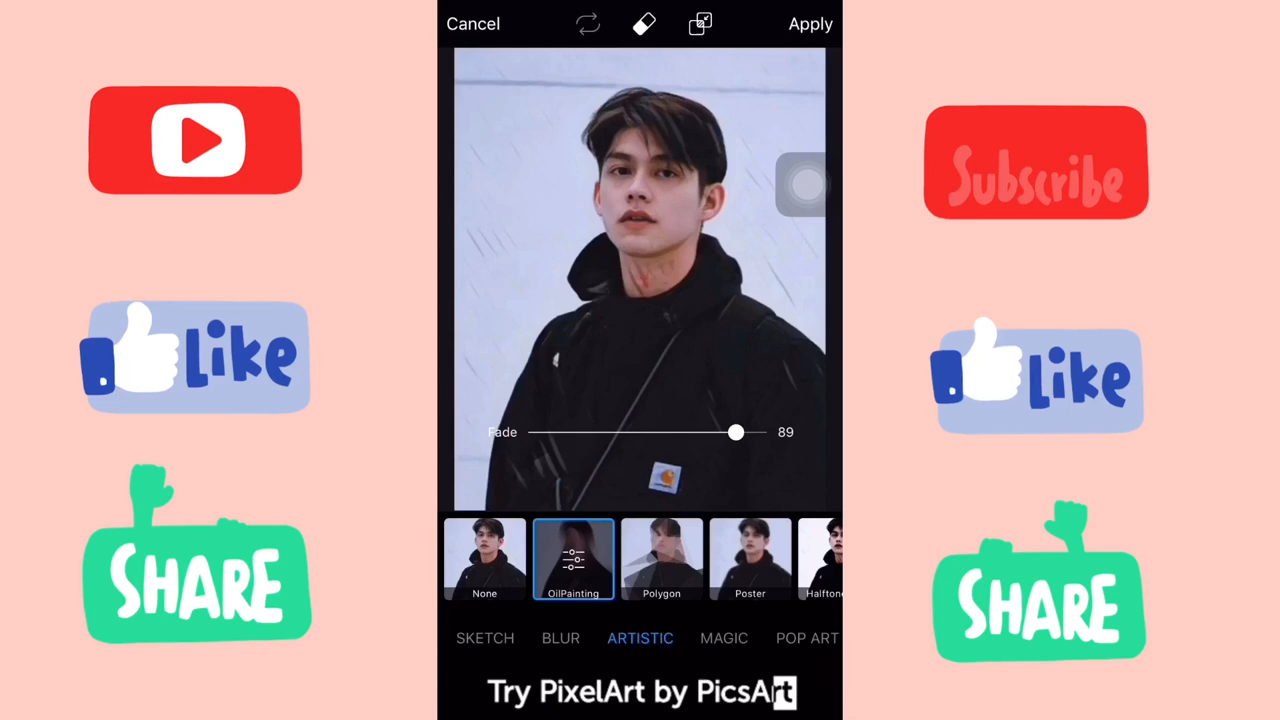 Cancel
Apply
Subscribe
Like
Like
SHARE
SHARE
Fade
89
None
OilPainting
Polygon
Poster
Halftone
SKETCH
BLUR
ARTISTIC
MAGIC
POP ART
Try PixelArt by PicsArt